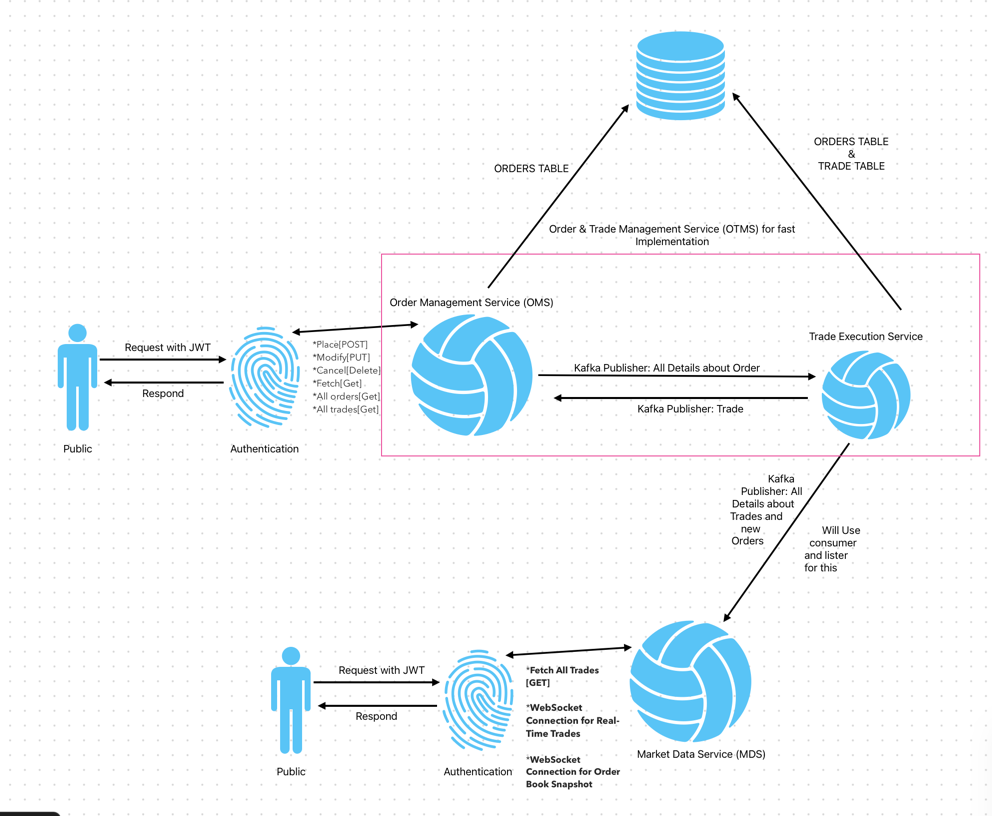 ORDERS TABLE
ORDERS TABLE
&
TRADE TABLE
Order & Trade Management Service (OTMS) for fast
Implementation
Order Management Service (OMS)
Trade Execution Service
Request with JWT
Respond
Public
Authentication
*Place[POST]
*Modify[PUT]
*Cancel[Delete]
*Fetch[Get]
*All orders[Get]
*All trades[Get]
Kafka Publisher: All Details about Order
Kafka Publisher: Trade
Kafka
Publisher: All
Details about
Trades and
new
Orders
Will Use
consumer
and lister
for this
Request with JWT
Respond
Public
Authentication
*Fetch All Trades
[GET]
*WebSocket
Connection for Real-
Time Trades
*WebSocket
Connection for Order
Book Snapshot
Market Data Service (MDS)